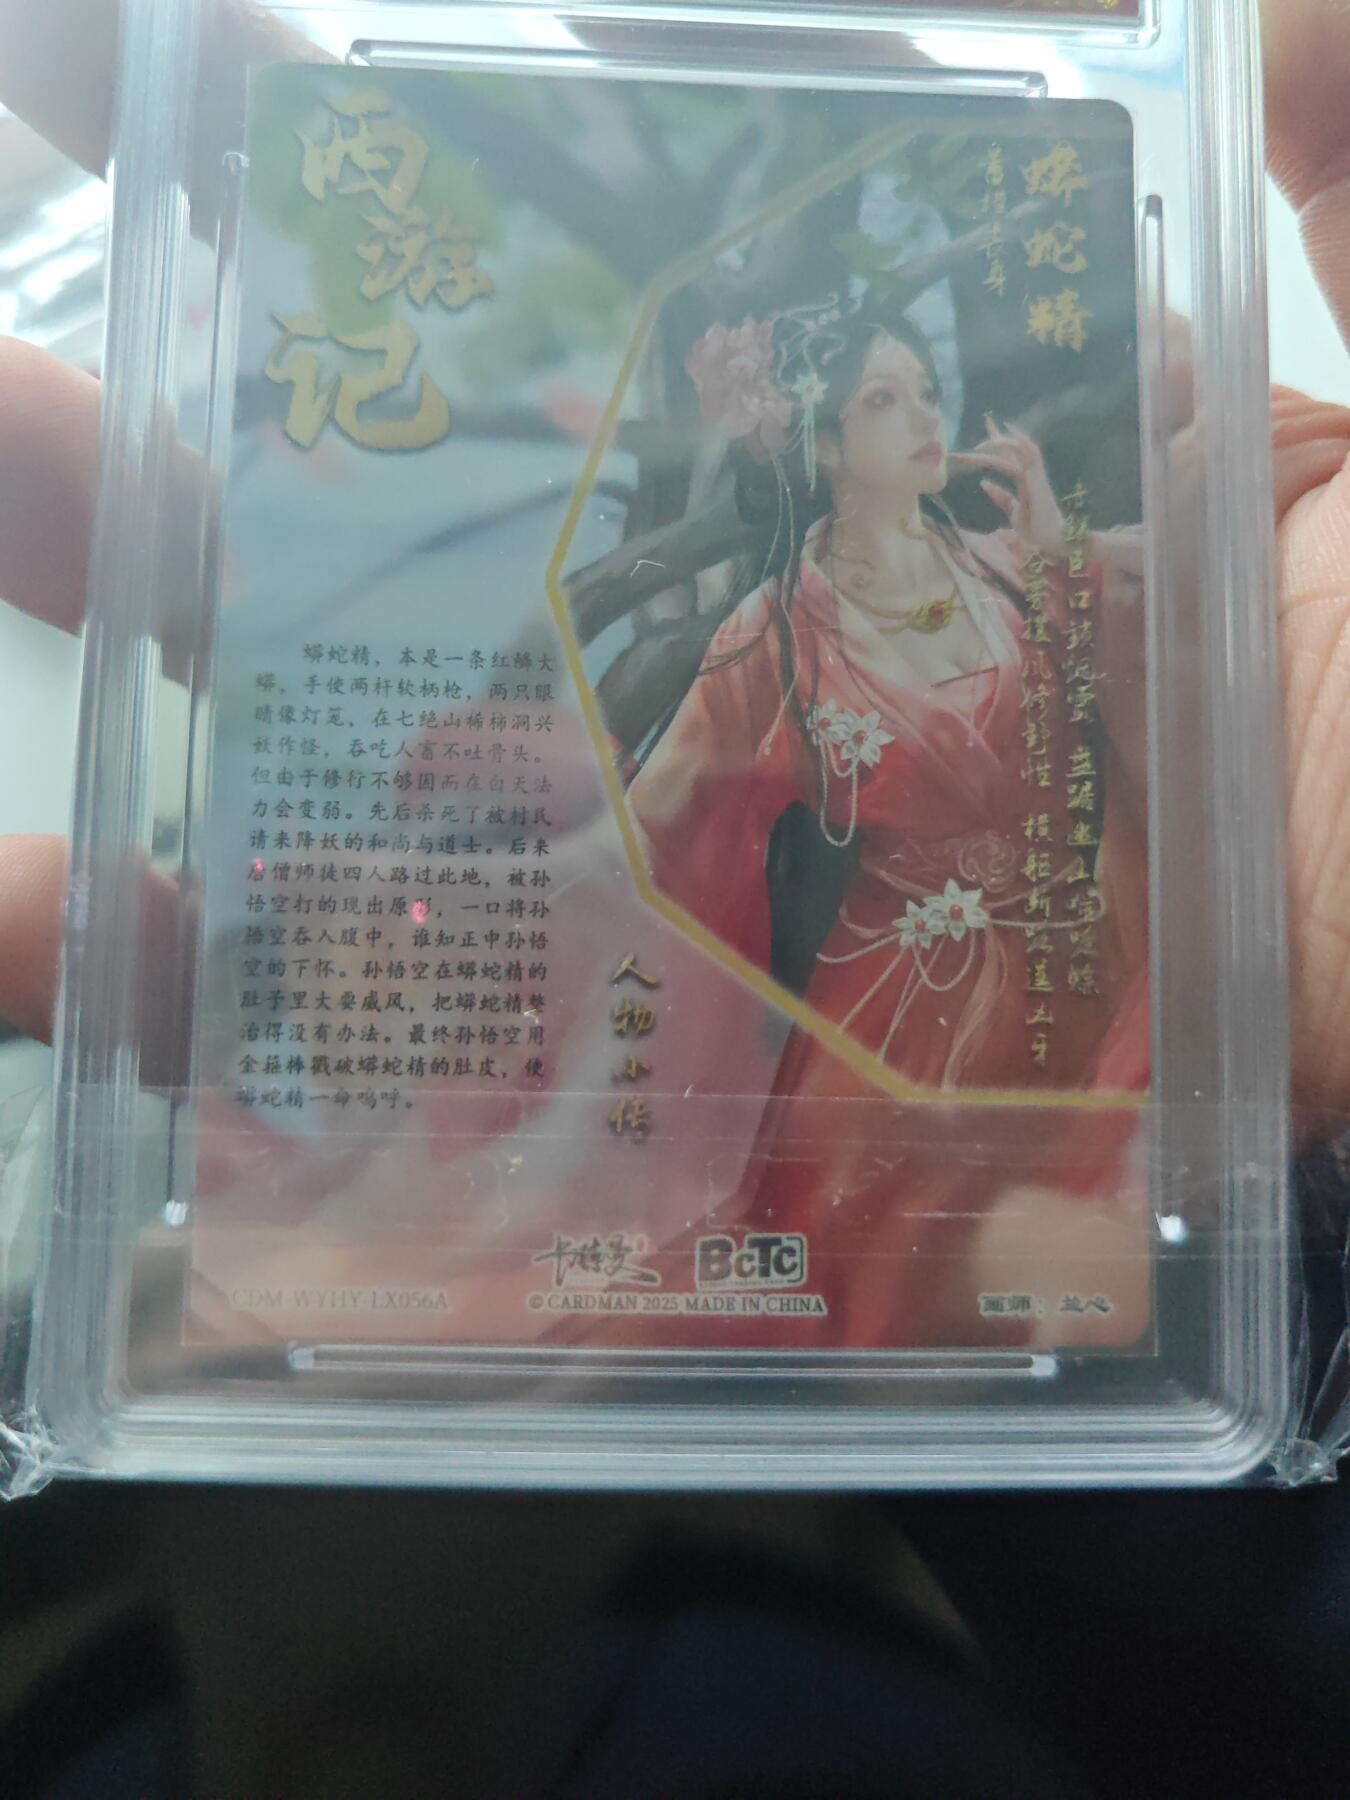 西游记
蟒蛇精
蟒蛇精，本是一条红鳞大
蟒，手使两杆软柄枪，两只眼
睛像灯笼，在七绝山稀柿洞兴
妖作怪，吞吃人畜不吐骨头。
但由于修行不够因而在白天法
力会变弱。先后杀死了被村民
请来降妖的和尚与道士。后来
唐僧师徒四人路过此地，被孙
悟空打的现出原形，一口将孙
悟空吞入腹中，谁知正中孙悟
空的下怀。孙悟空在蟒蛇精的
肚子里大耍威风，把蟒蛇精整
治得没有办法。最终孙悟空用
金箍棒戳破蟒蛇精的肚皮，使
蟒蛇精一命呜呼。
人物小传
卡特曼
BCTC
CDM-WYHY-LX056A
© CARDMAN 2025 MADE IN CHINA
画师：兰心